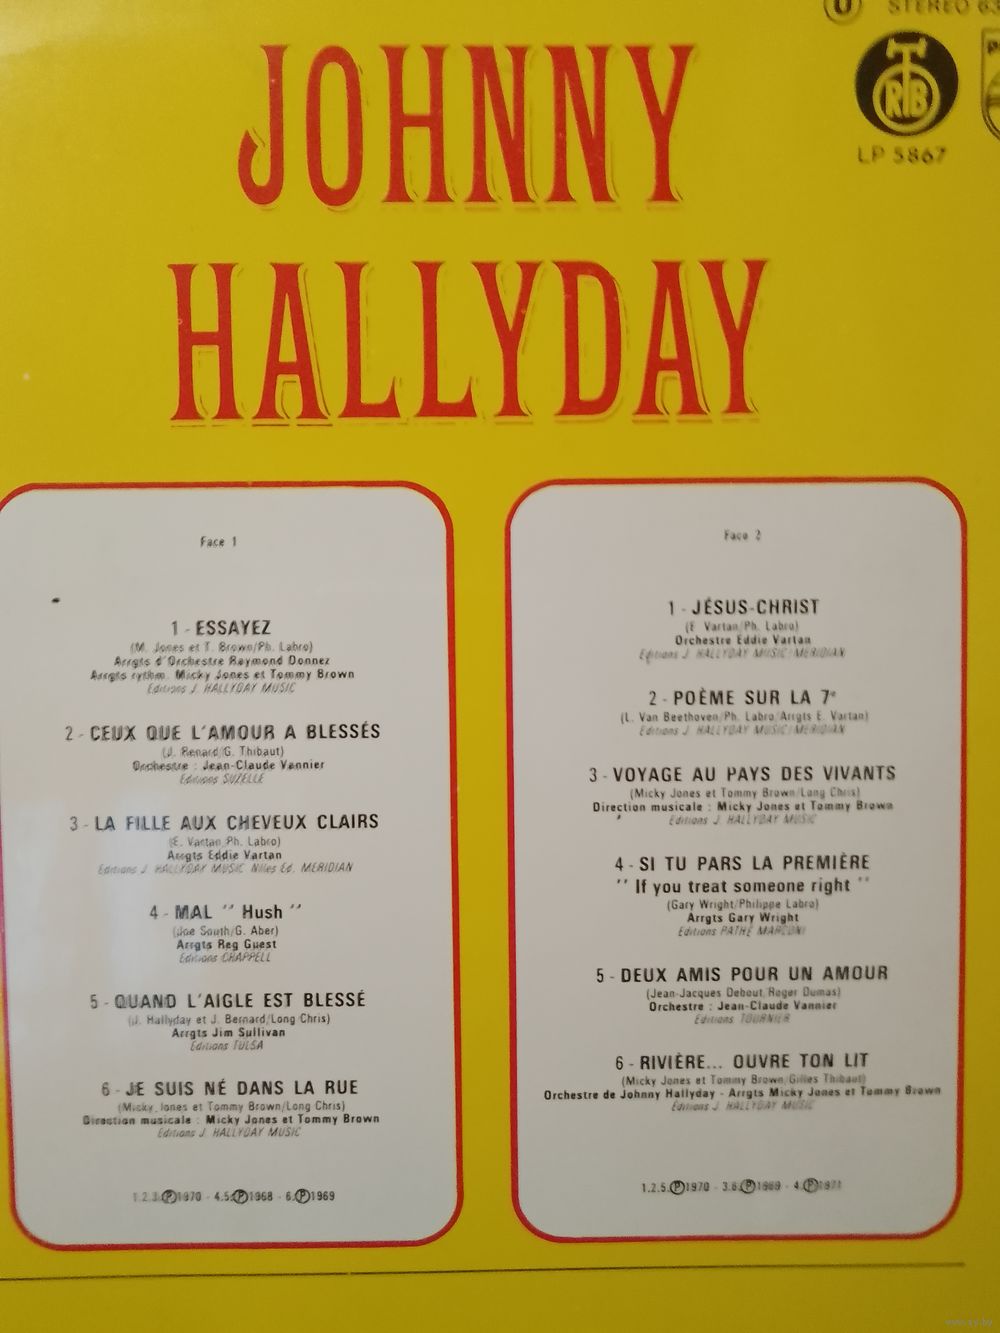 U STEREO 63
JOHNNY
RTB
LP 5867
HALLYDAY
Face 1
1 - ESSAYEZ
(M. Jones et T. Brown/Ph. Labro)
Arrgts d'Orchestre Raymond Donnez
Arrgts rythm. Micky Jones et Tommy Brown
Editions J. HALLYDAY MUSIC
2 - CEUX QUE L'AMOUR A BLESSÉS
(J. Renard/G. Thibaut)
Orchestre : Jean-Claude Vannier
Editions SUZELLE
3 - LA FILLE AUX CHEVEUX CLAIRS
(E. Vartan/Ph. Labro)
Arrgts Eddie Vartan
Editions J. HALLYDAY MUSIC Nlles Ed. MERIDIAN
4 - MAL " Hush "
(Joe South/G. Aber)
Arrgts Reg Guest
Editions CHAPPELL
5 - QUAND L'AIGLE EST BLESSÉ
(J. Hallyday et J. Bernard/Long Chris)
Arrgts Jim Sullivan
Editions TULSA
6 - JE SUIS NÉ DANS LA RUE
(Micky Jones et Tommy Brown/Long Chris)
Direction musicale : Micky Jones et Tommy Brown
Editions J. HALLYDAY MUSIC
1.2.3.Ⓟ1970 - 4.5.Ⓟ1968 - 6.Ⓟ1969
Face 2
1 - JÉSUS-CHRIST
(E. Vartan/Ph. Labro)
Orchestre Eddie Vartan
Editions J. HALLYDAY MUSIC/MERIDIAN
2 - POÈME SUR LA 7e
(L. Van Beethoven/Ph. Labro/Arrgts E. Vartan)
Editions J. HALLYDAY MUSIC/MERIDIAN
3 - VOYAGE AU PAYS DES VIVANTS
(Micky Jones et Tommy Brown/Long Chris)
Direction musicale : Micky Jones et Tommy Brown
Editions J. HALLYDAY MUSIC
4 - SI TU PARS LA PREMIÈRE
" If you treat someone right "
(Gary Wright/Philippe Labro)
Arrgts Gary Wright
Editions PATHÉ MARCONI
5 - DEUX AMIS POUR UN AMOUR
(Jean-Jacques Debout/Roger Dumas)
Orchestre : Jean-Claude Vannier
Editions TOURNIER
6 - RIVIÈRE... OUVRE TON LIT
(Micky Jones et Tommy Brown/Gilles Thibaut)
Orchestre de Johnny Hallyday - Arrgts Micky Jones et Tommy Brown
Editions J. HALLYDAY MUSIC
1.2.5.Ⓟ1970 - 3.6.Ⓟ1969 - 4.Ⓟ1971
www.ay.by